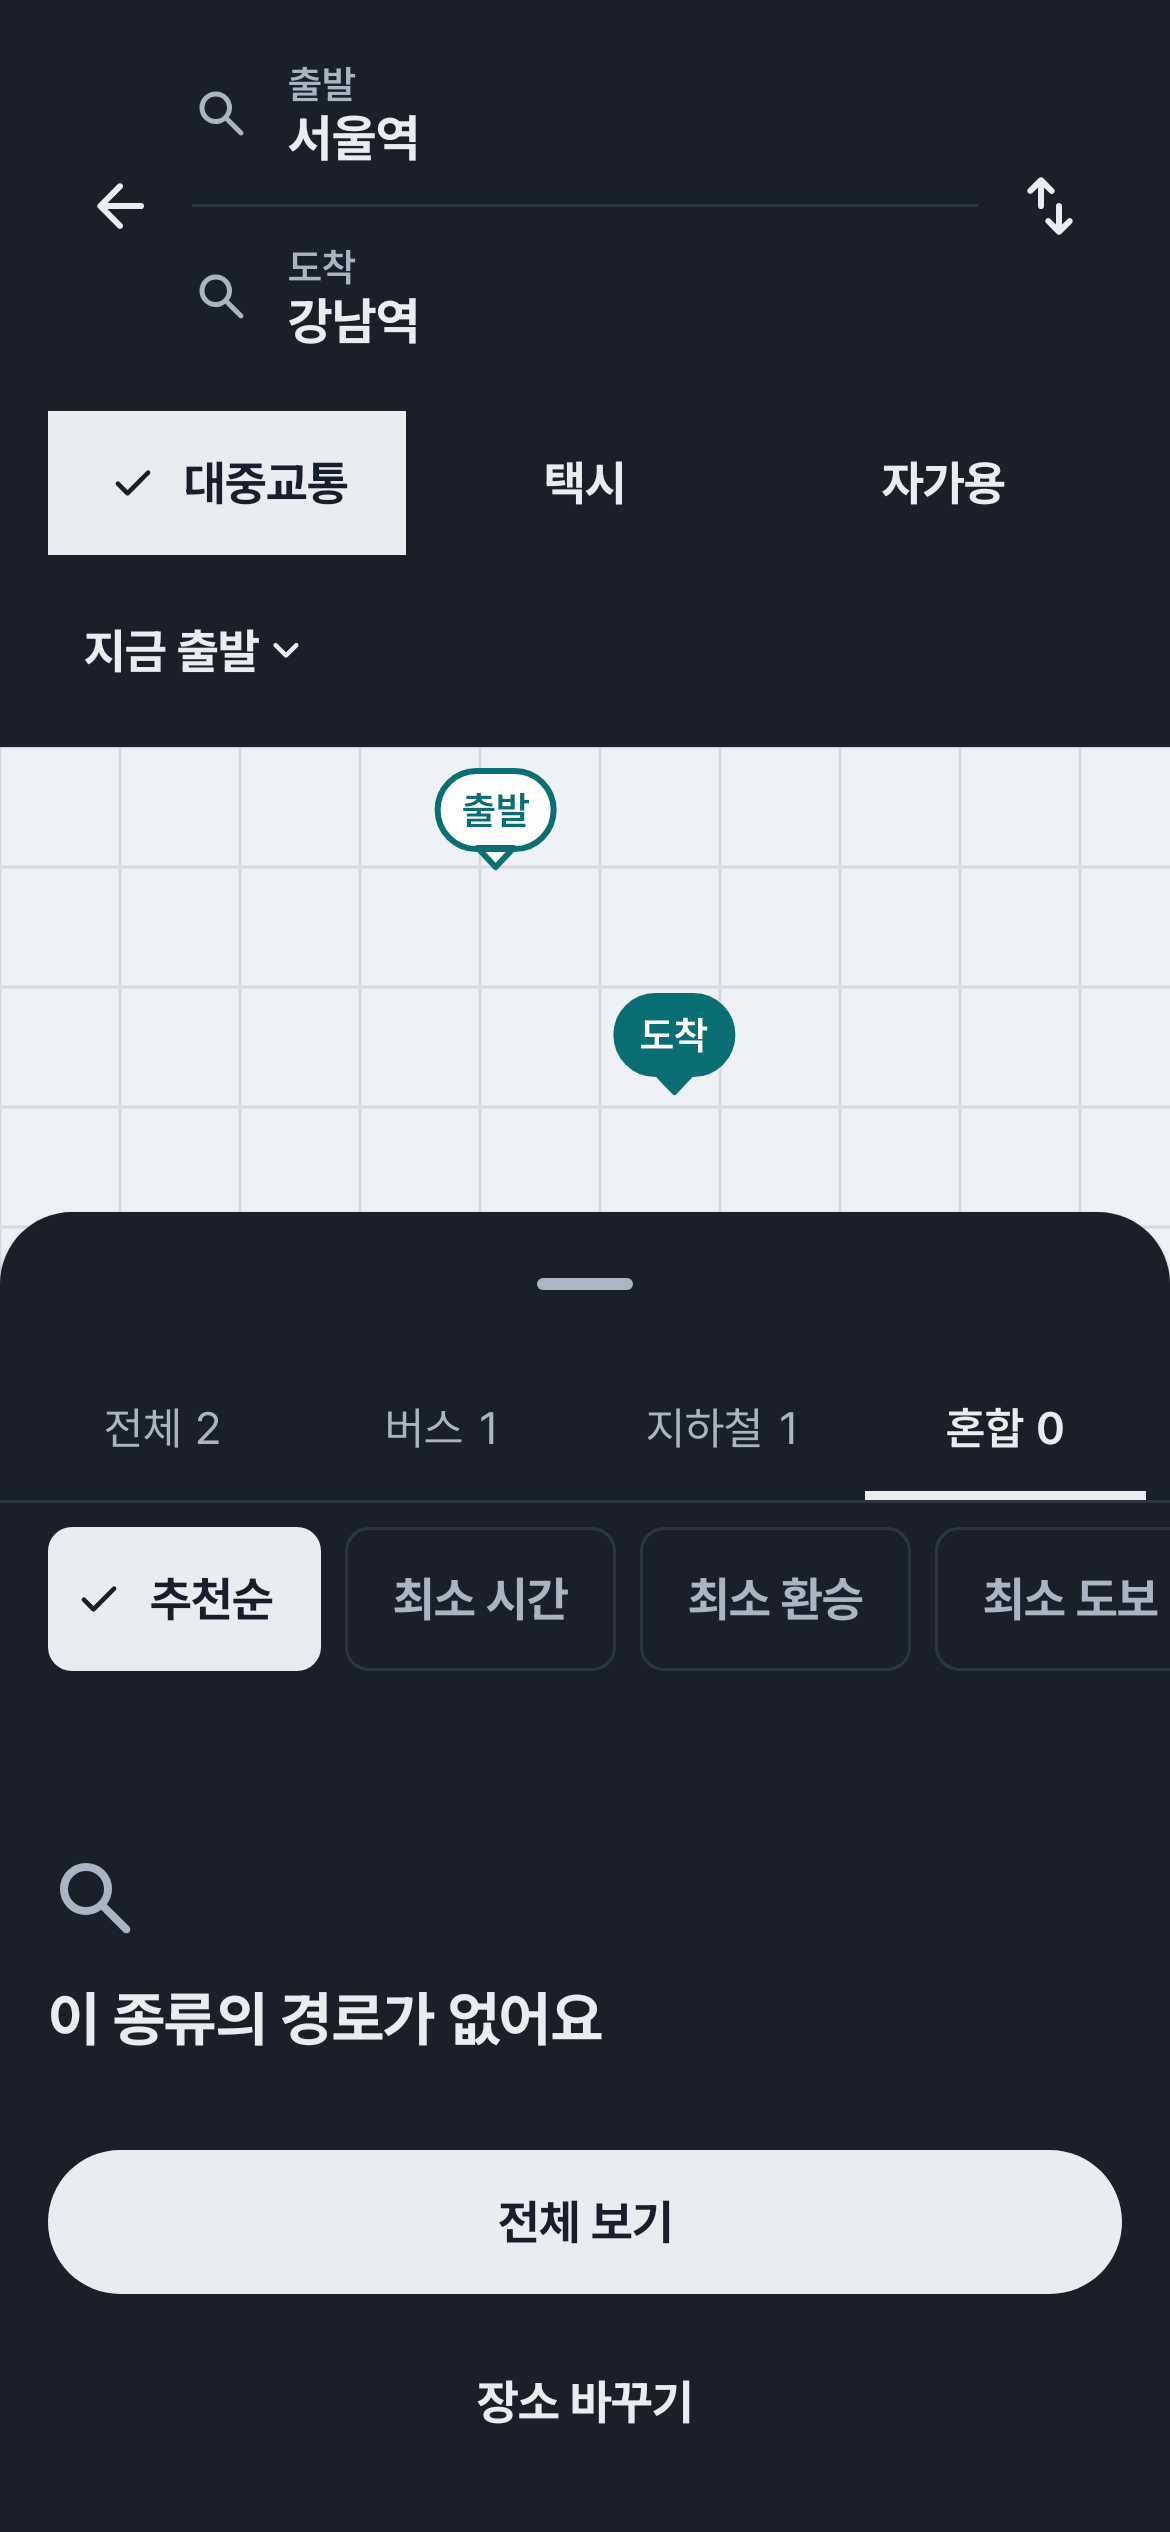 출발
서울역
도착
강남역
대중교통 택시 자가용
지금 출발
출발
도착
전체 2 버스 1 지하철 1 혼합 0
추천순 최소 시간 최소 환승 최소 도보
이 종류의 경로가 없어요
전체 보기
장소 바꾸기